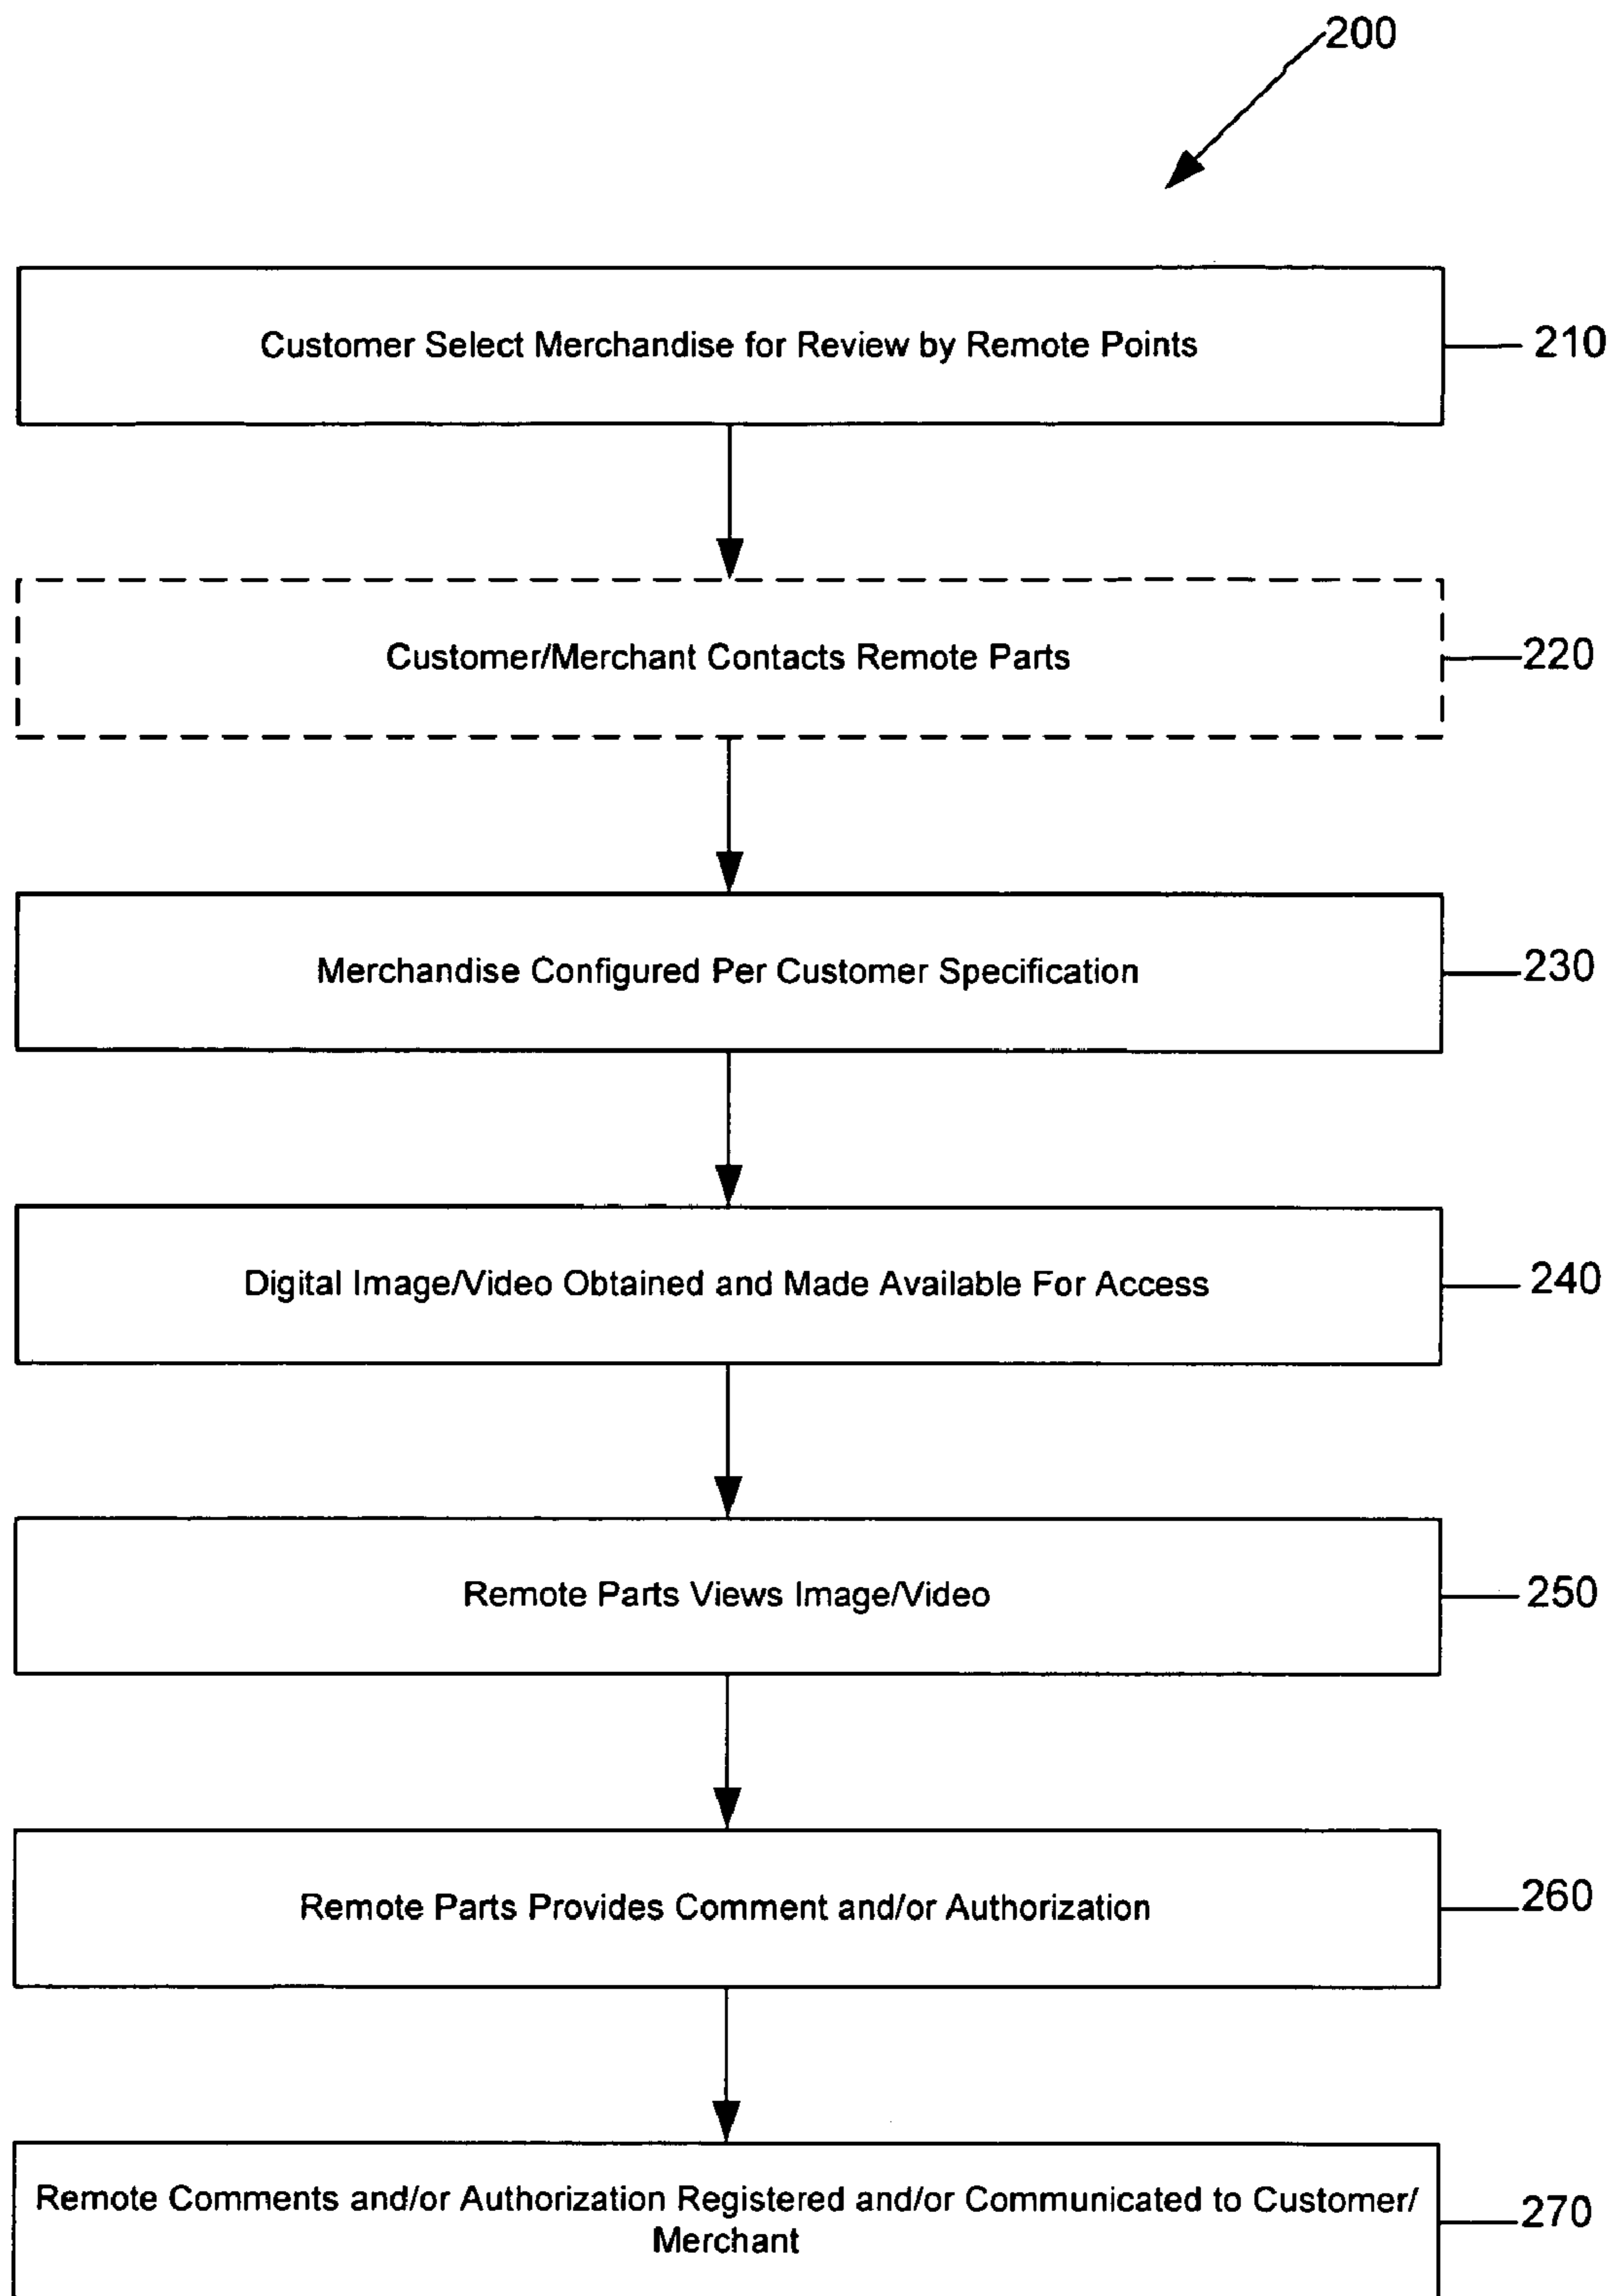 200
Customer Select Merchandise for Review by Remote Points
210
Customer/Merchant Contacts Remote Parts
220
Merchandise Configured Per Customer Specification
230
Digital Image/Video Obtained and Made Available For Access
240
Remote Parts Views Image/Video
250
Remote Parts Provides Comment and/or Authorization
260
Remote Comments and/or Authorization Registered and/or Communicated to Customer/
Merchant
270